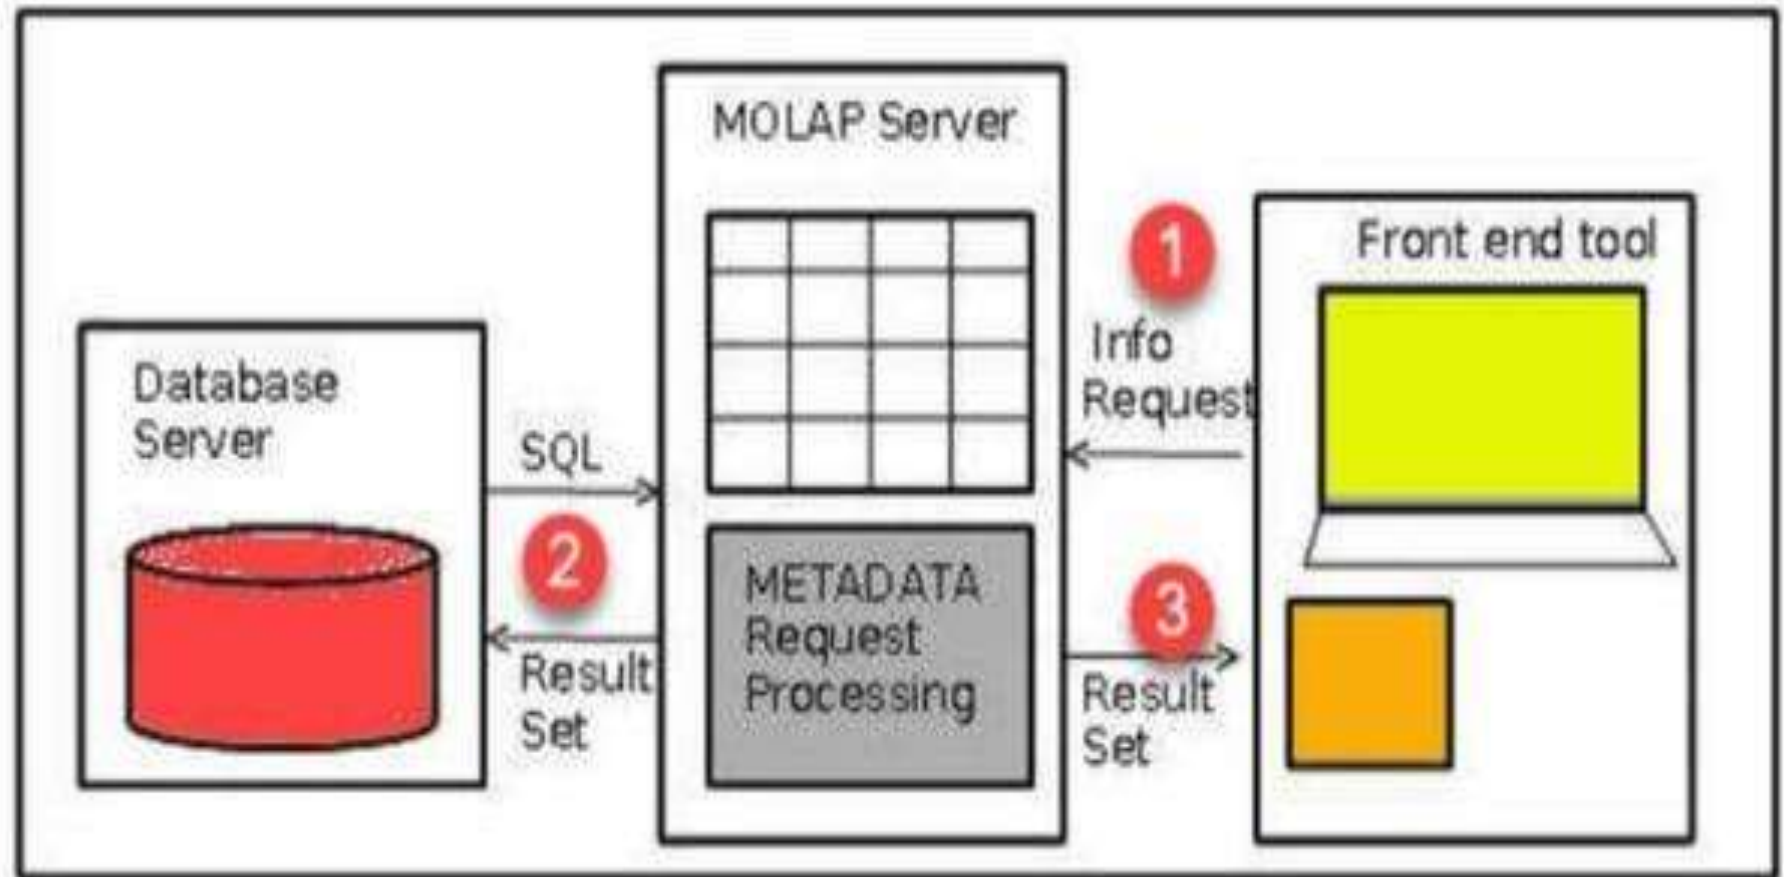 MOLAP Server
Front end tool
1
Info
Request
Database
Server
SQL
2
Result
Set
METADATA
Request
Processing
3
Result
Set